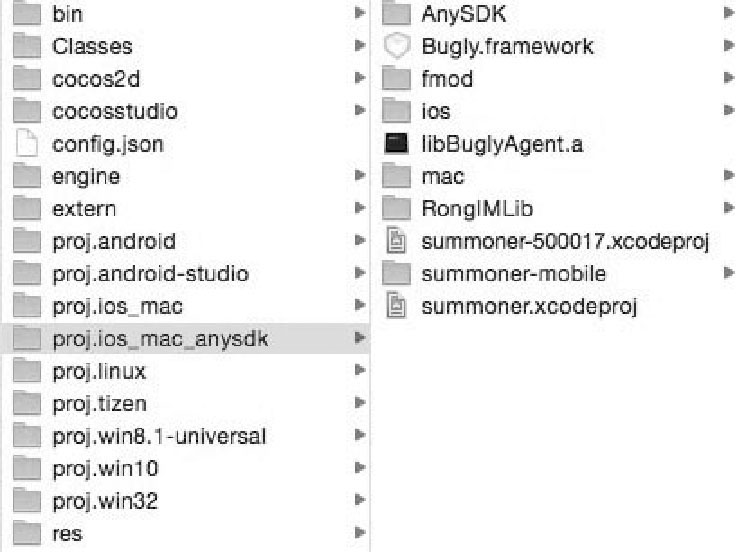 bin
Classes
cocos2d
cocosstudio
config.json
engine
extern
proj.android
proj.android-studio
proj.ios_mac
proj.ios_mac_anysdk
proj.linux
proj.tizen
proj.win8.1-universal
proj.win10
proj.win32
res
AnySDK
Bugly.framework
fmod
ios
libBuglyAgent.a
mac
RongIMLib
summoner-500017.xcodeproj
summoner-mobile
summoner.xcodeproj